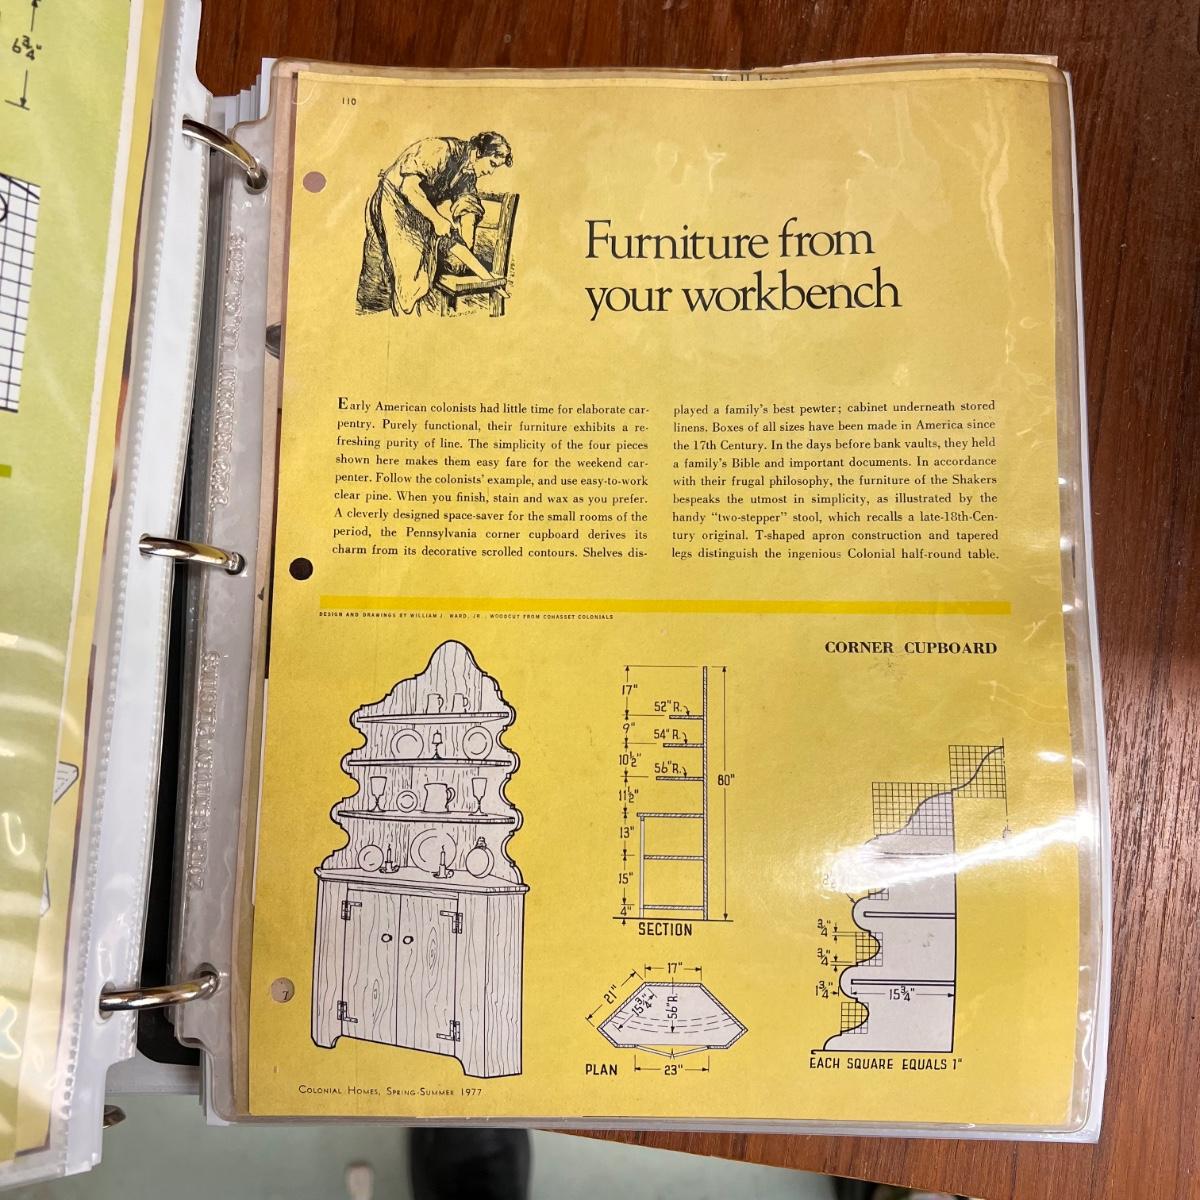 6¾"
110
Furniture from
your workbench
Early American colonists had little time for elaborate car-
pentry. Purely functional, their furniture exhibits a re-
freshing purity of line. The simplicity of the four pieces
shown here makes them easy fare for the weekend car-
penter. Follow the colonists' example, and use easy-to-work
clear pine. When you finish, stain and wax as you prefer.
A cleverly designed space-saver for the small rooms of the
period, the Pennsylvania corner cupboard derives its
charm from its decorative scrolled contours. Shelves dis-
played a family's best pewter; cabinet underneath stored
linens. Boxes of all sizes have been made in America since
the 17th Century. In the days before bank vaults, they held
a family's Bible and important documents. In accordance
with their frugal philosophy, the furniture of the Shakers
bespeaks the utmost in simplicity, as illustrated by the
handy "two-stepper" stool, which recalls a late-18th-Cen-
tury original. T-shaped apron construction and tapered
legs distinguish the ingenious Colonial half-round table.
DESIGN AND DRAWINGS BY WILLIAM J. WARD, JR.; WOODCUT FROM COHASSET COLONIALS
CORNER CUPBOARD
17"
52"R.
9"
54"R.
10½"
56"R.
11½"
80"
13"
15"
4"
SECTION
17"
21"
15¾"
56"R.
PLAN
23"
¾"
¾"
1¾"
15¾"
EACH SQUARE EQUALS 1"
7
COLONIAL HOMES, SPRING-SUMMER 1977